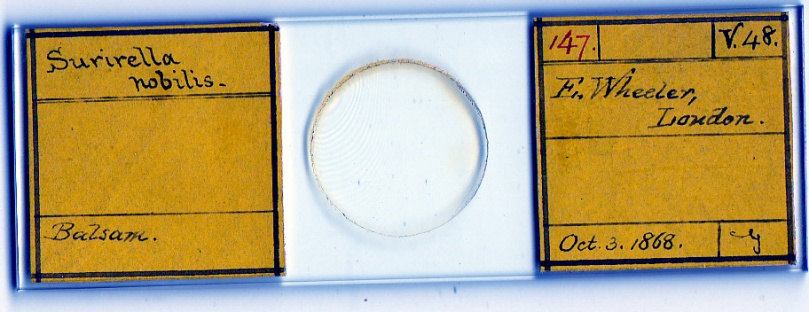 Surirella
nobilis.
Balsam.
147.
V. 48.
E. Wheeler,
London.
Oct. 3. 1868.